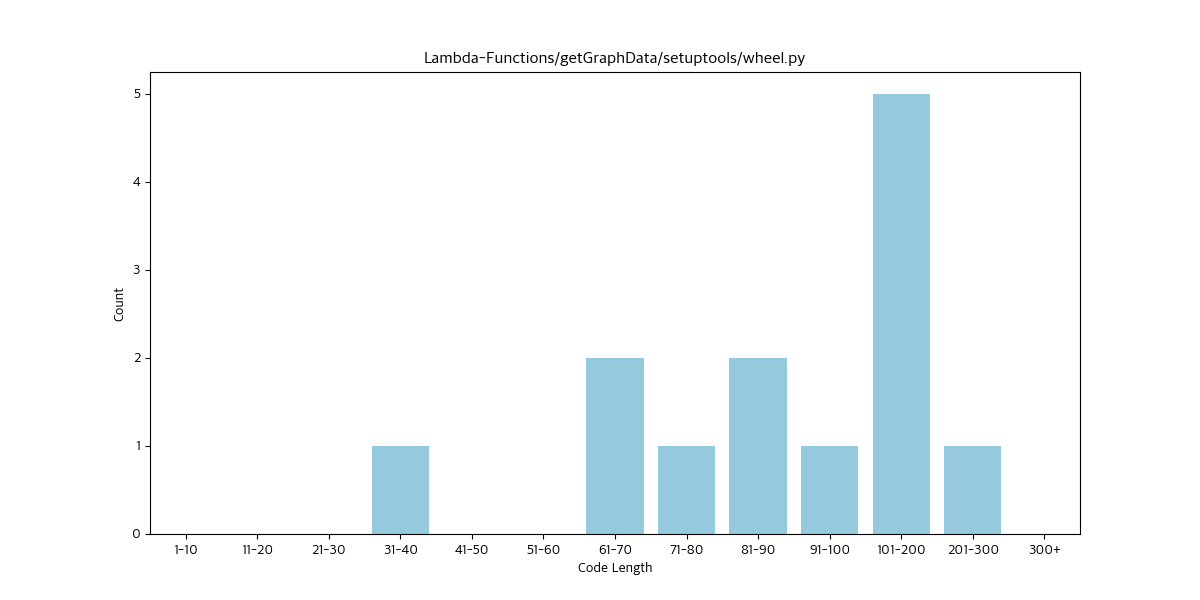 Lambda-Functions/getGraphData/setuptools/wheel.py
5
4
3
2
1
0
Count
1-10 11-20 21-30 31-40 41-50 51-60 61-70 71-80 81-90 91-100 101-200 201-300 300+
Code Length